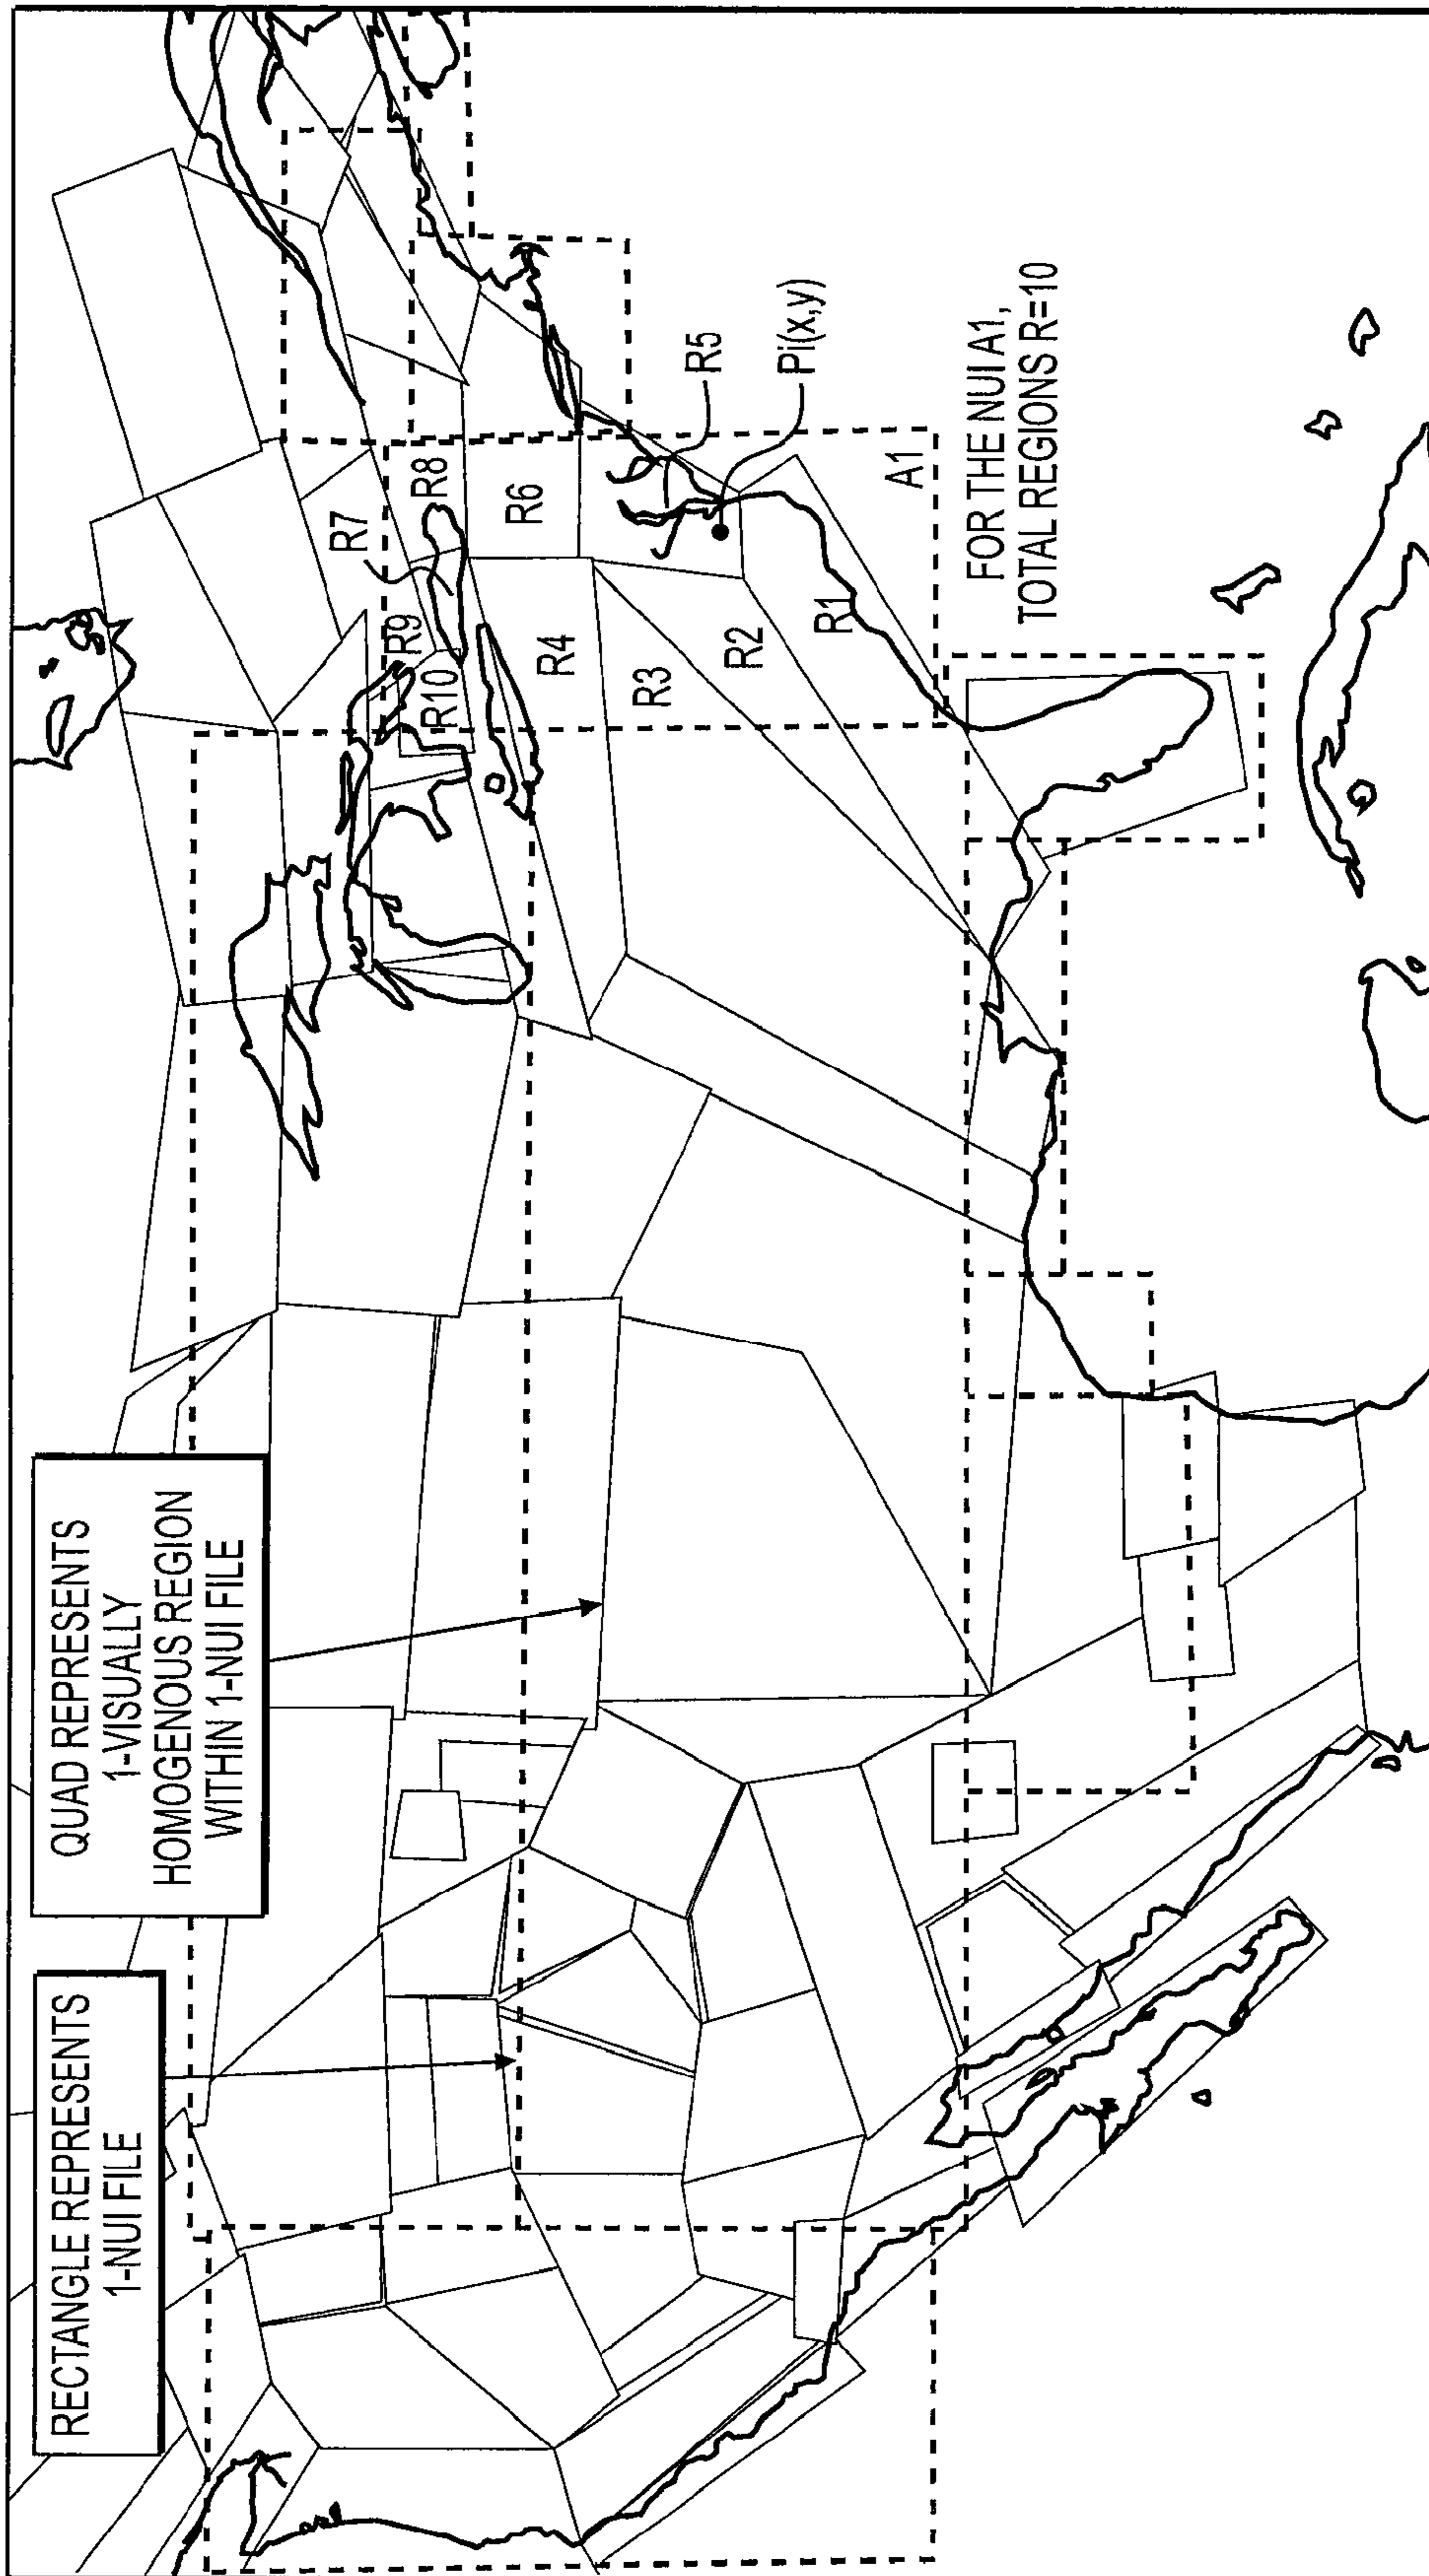 RECTANGLE REPRESENTS
1-NUI FILE
QUAD REPRESENTS
1-VISUALLY
HOMOGENOUS REGION
WITHIN 1-NUI FILE
R7
R8
R9
R10
R6
R4
R3
R2
R1
R5
Pi(x,y)
A1
FOR THE NUI A1,
TOTAL REGIONS R=10